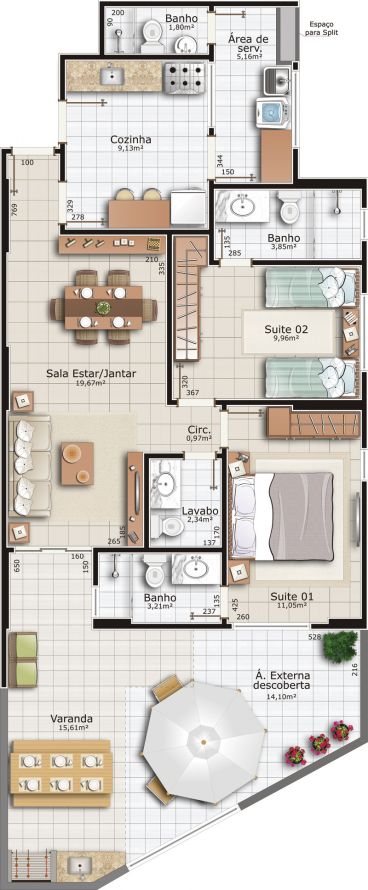 Banho
1,80m²
90
200
Área de
serv.
5,16m²
Espaço
para Split
Cozinha
9,13m²
100
769
329
278
344
150
Banho
3,85m²
135
285
210
335
Suite 02
9,96m²
Sala Estar/Jantar
19,67m²
320
367
Circ.
0,97m²
Lavabo
2,34m²
185
265
170
137
160
150
650
Banho
3,21m²
135
237
425
260
Suite 01
11,05m²
528
216
Á. Externa
descoberta
14,10m²
Varanda
15,61m²